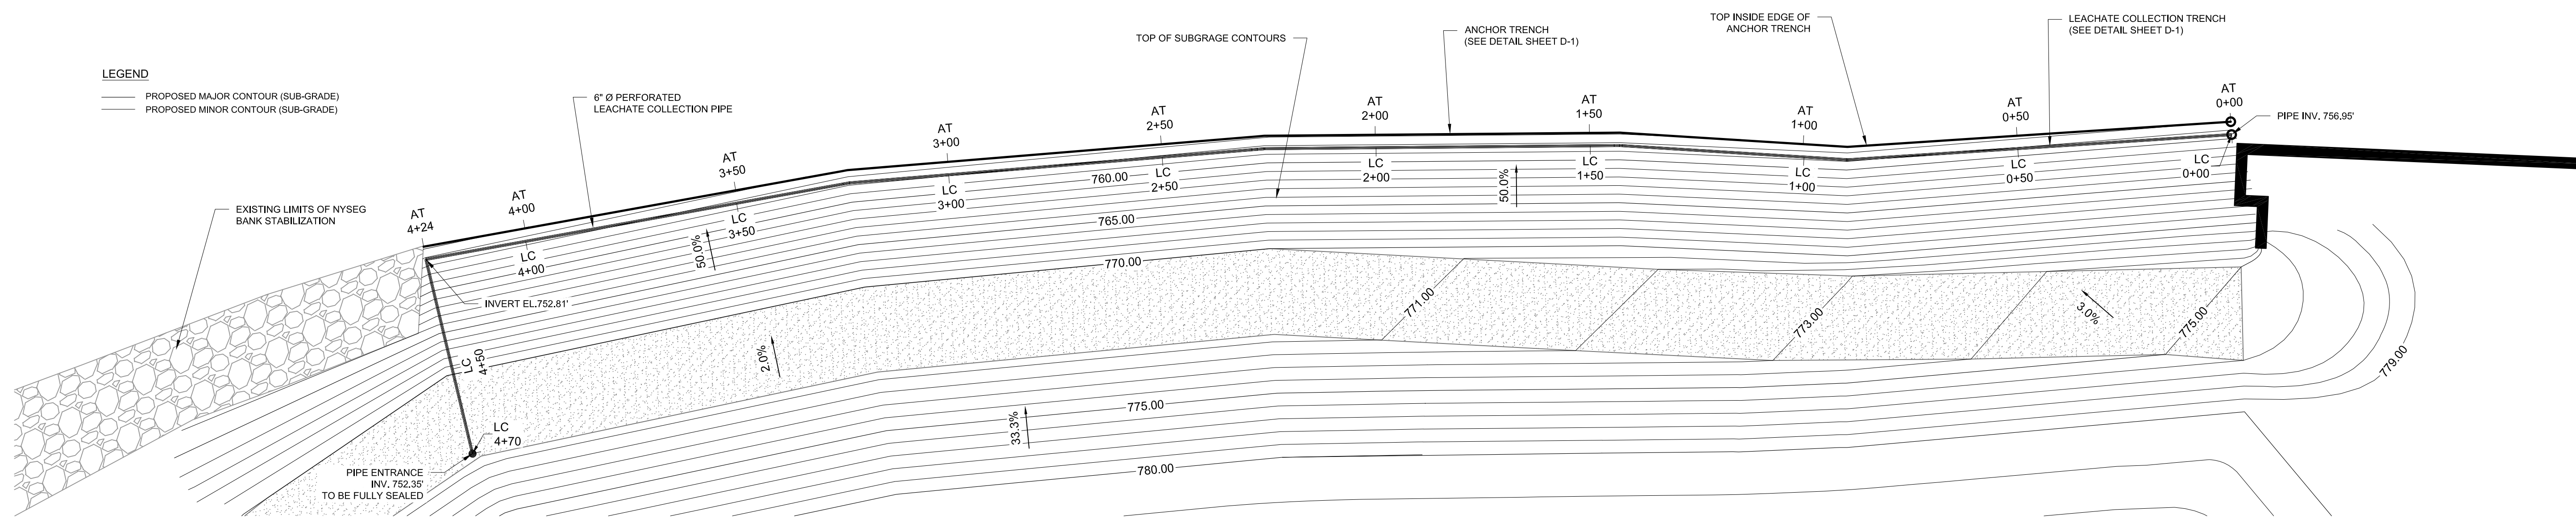 LEGEND
PROPOSED MAJOR CONTOUR (SUB-GRADE)
PROPOSED MINOR CONTOUR (SUB-GRADE)
6" Ø PERFORATED
LEACHATE COLLECTION PIPE
TOP OF SUBGRAGE CONTOURS
ANCHOR TRENCH
(SEE DETAIL SHEET D-1)
TOP INSIDE EDGE OF
ANCHOR TRENCH
LEACHATE COLLECTION TRENCH
(SEE DETAIL SHEET D-1)
EXISTING LIMITS OF NYSEG
BANK STABILIZATION
AT
4+24
AT
4+00
AT
3+50
AT
3+00
AT
2+50
AT
2+00
AT
1+50
AT
1+00
AT
0+50
AT
0+00
PIPE INV. 756.95'
LC
4+00
LC
3+50
LC
3+00
LC
2+50
LC
2+00
LC
1+50
LC
1+00
LC
0+50
LC
0+00
760.00
765.00
770.00
50.0%
50.0%
INVERT EL.752.81'
771.00
773.00
775.00
3.0%
2.0%
LC
4+50
LC
4+70
775.00
33.3%
780.00
779.00
PIPE ENTRANCE
INV. 752.35'
TO BE FULLY SEALED